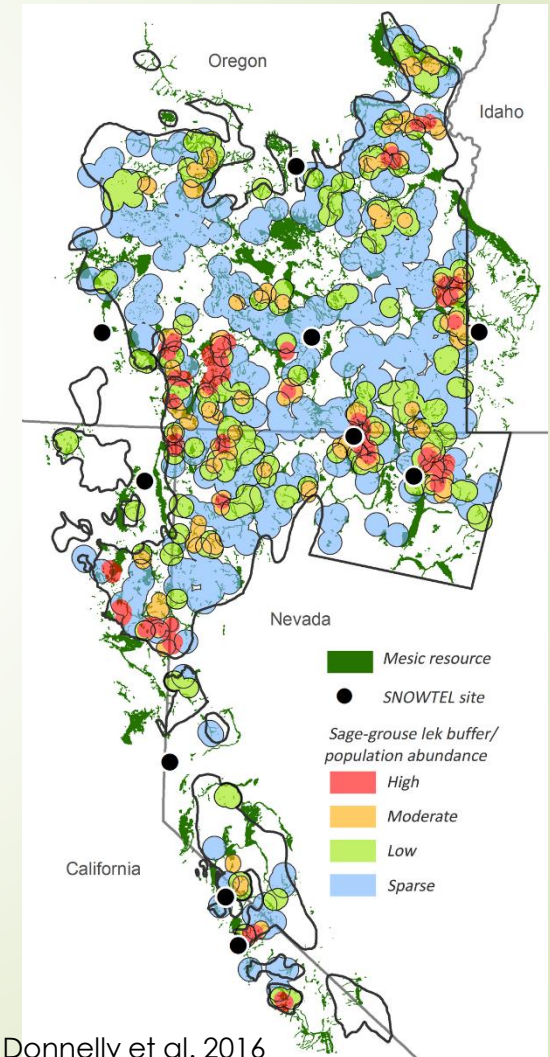 Oregon
Idaho
Nevada
Mesic resource
SNOWTEL site
Sage-grouse lek buffer/
population abundance
High
Moderate
Low
Sparse
California
Donnelly et al. 2016